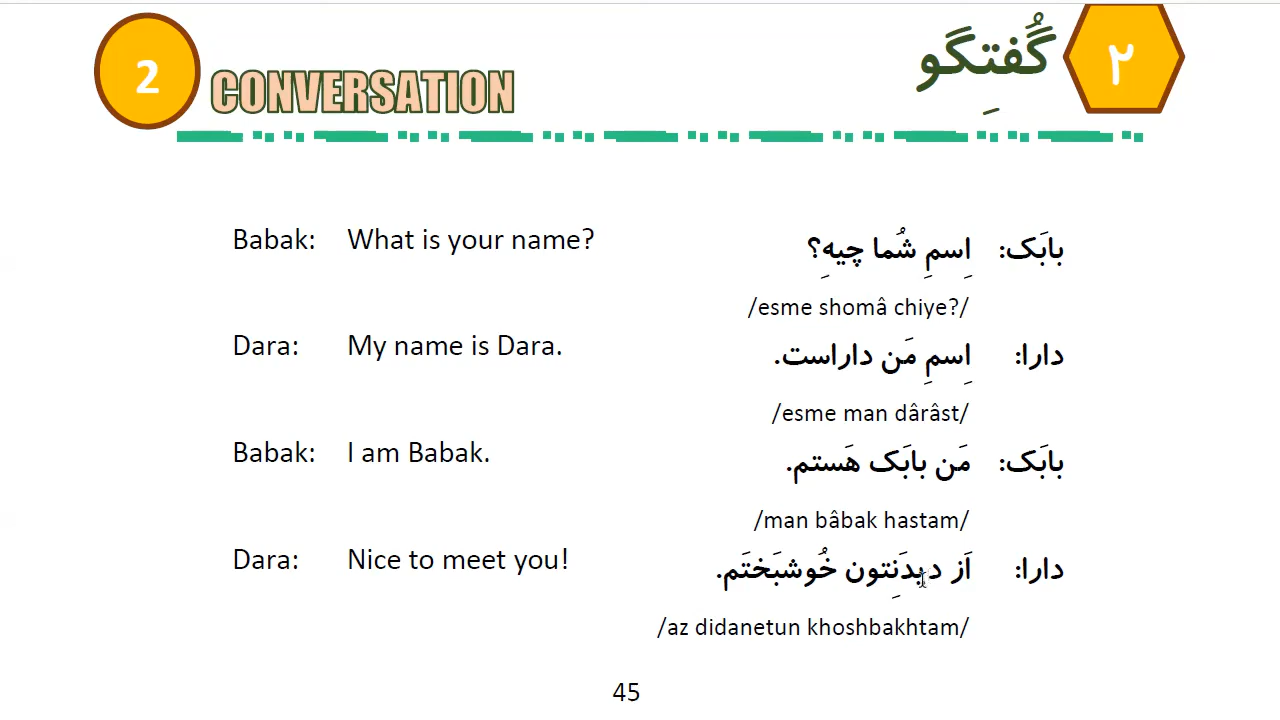 2 CONVERSATION گُفتِگو ۲
Babak: What is your name? بابَک: اِسمِ شُما چیهِ؟
/esme shomâ chiye?/
Dara: My name is Dara. دارا: اِسمِ مَن داراست.
/esme man dârâst/
Babak: I am Babak. بابَک: مَن بابَک هَستم.
/man bâbak hastam/
Dara: Nice to meet you! دارا: اَز دیدَنِتون خُوشبَختَم.
/az didanetun khoshbakhtam/
45